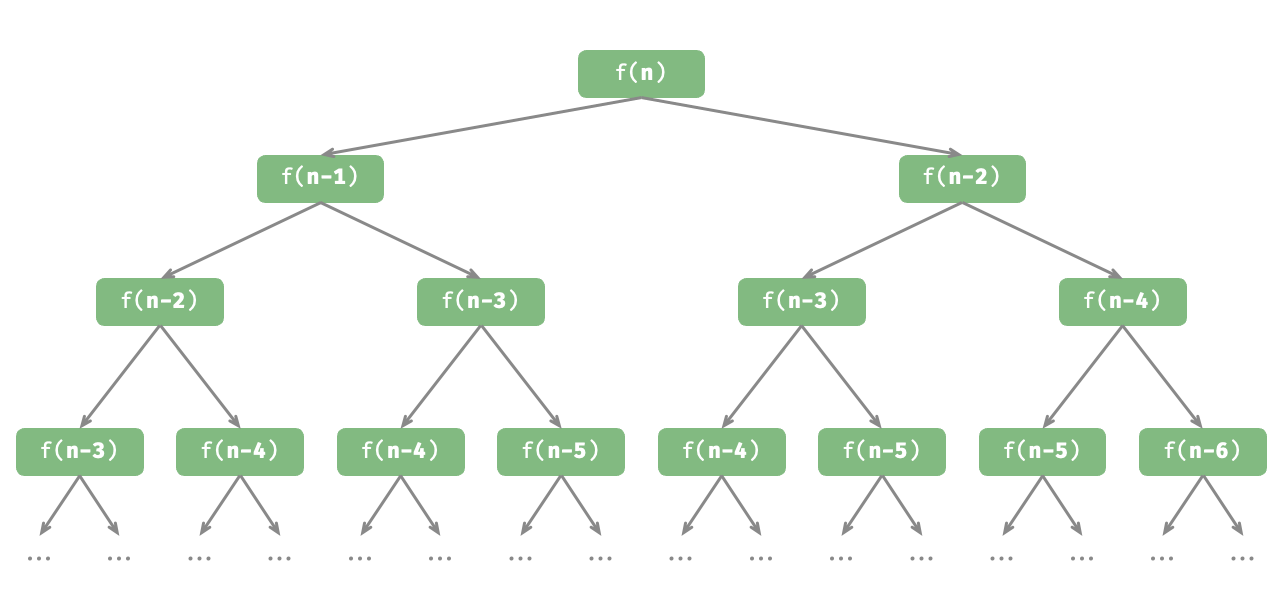 f(n)
f(n-1) f(n-2)
f(n-2) f(n-3) f(n-3) f(n-4)
f(n-3) f(n-4) f(n-4) f(n-5) f(n-4) f(n-5) f(n-5) f(n-6)
... ... ... ... ... ... ... ... ... ... ... ... ... ... ... ...